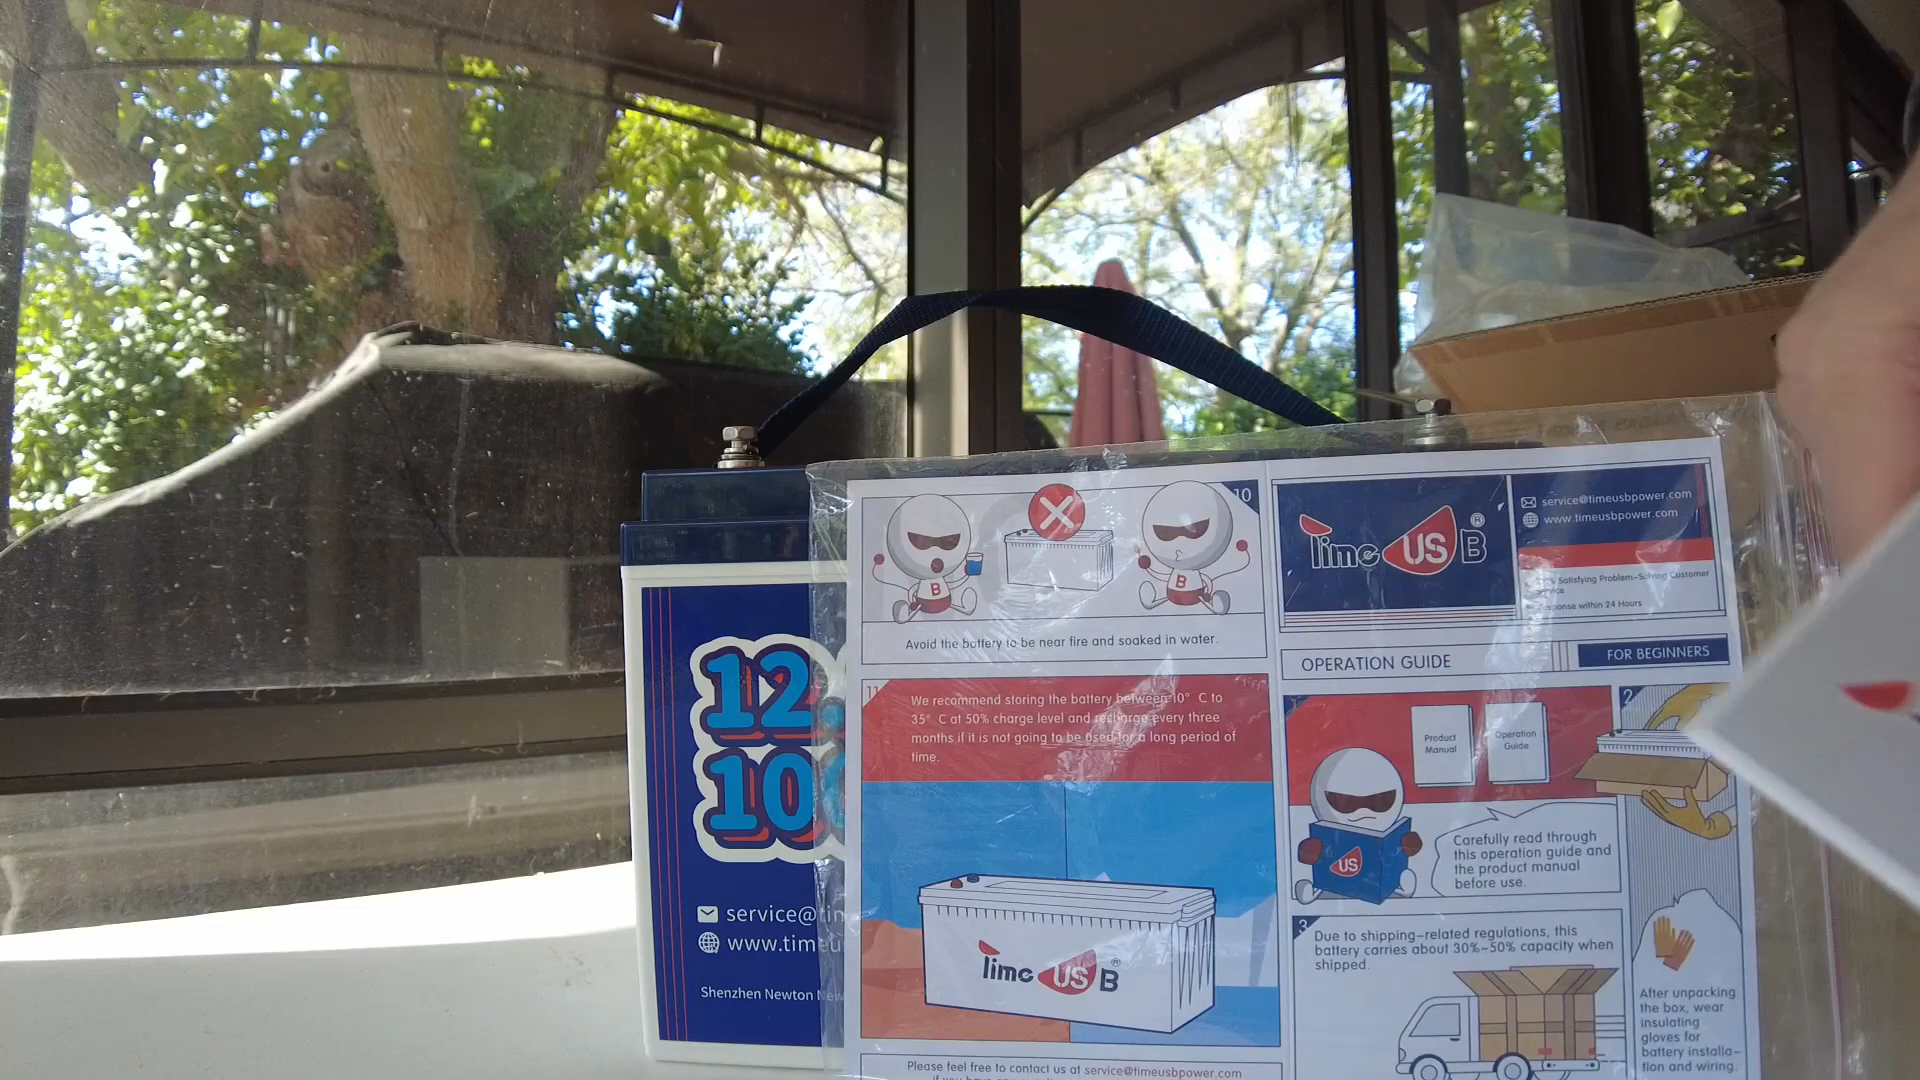 12
10
service@tim
www.timeu
Shenzhen Newton New
10
B
B
Avoid the battery to be near fire and soaked in water.
11
We recommend storing the battery between 10° C to
35° C at 50% charge level and recharge every three
months if it is not going to be used for a long period of
time.
Time US B®
Please feel free to contact us at service@timeusbpower.com
Time US B®
service@timeusbpower.com
www.timeusbpower.com
Satisfying Problem-Solving Customer
Service
Response within 24 Hours
OPERATION GUIDE
FOR BEGINNERS
Product
Manual
Operation
Guide
US
Carefully read through
this operation guide and
the product manual
before use.
2
3
Due to shipping-related regulations, this
battery carries about 30%~50% capacity when
shipped.
After unpacking
the box, wear
insulating
gloves for
battery installa-
tion and wiring.